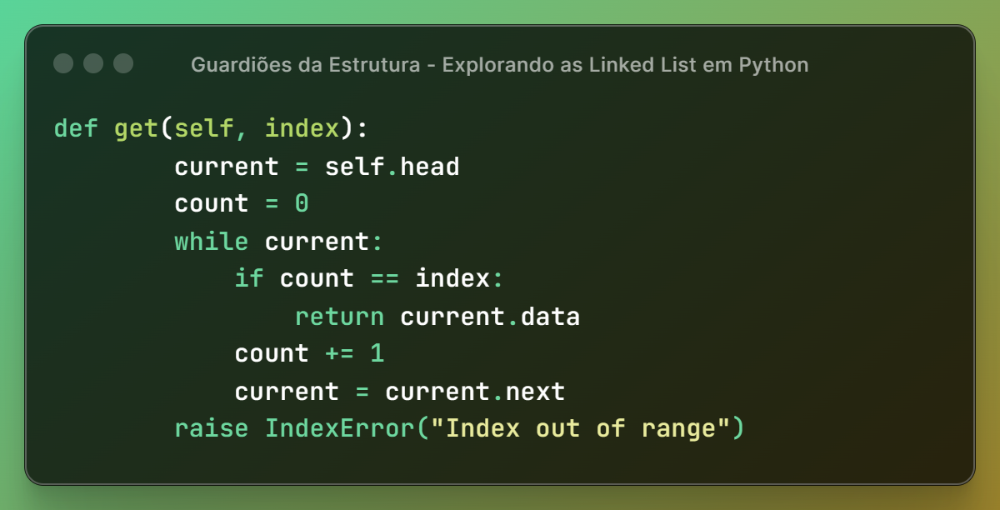 Guardiões da Estrutura - Explorando as Linked List em Python
def get(self, index):
        current = self.head
        count = 0
        while current:
            if count == index:
                return current.data
            count += 1
            current = current.next
        raise IndexError("Index out of range")